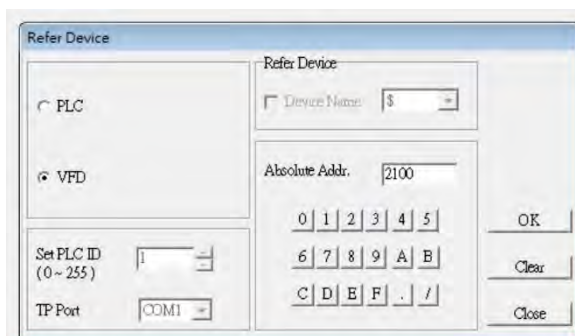 Refer Device
PLC
VFD
Set PLC ID
( 0 ~ 255 )
1
TP Port
COM1
Refer Device
Device Name
$
Absolute Addr.
2100
0 1 2 3 4 5
6 7 8 9 A B
C D E F . /
OK
Clear
Close